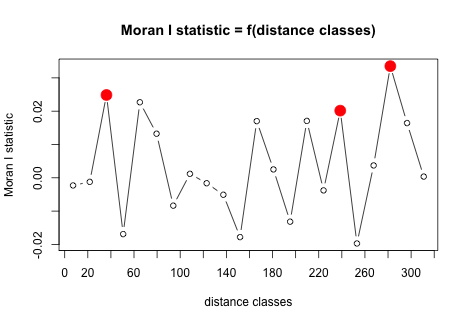 Moran I statistic = f(distance classes)
Moran I statistic
0.02
0.00
-0.02
0 20 60 100 140 180 220 260 300
distance classes